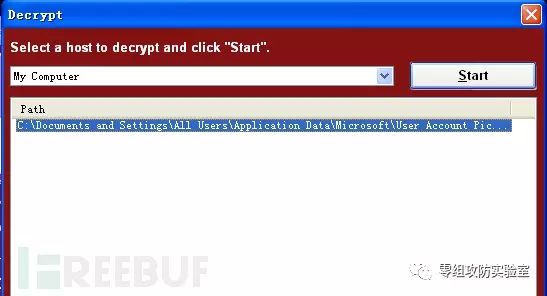 Decrypt
Select a host to decrypt and click "Start".
My Computer
Start
Path
C:\Documents and Settings\All Users\Application Data\Microsoft\User Account Pic...
FREEBUF
零组攻防实验室